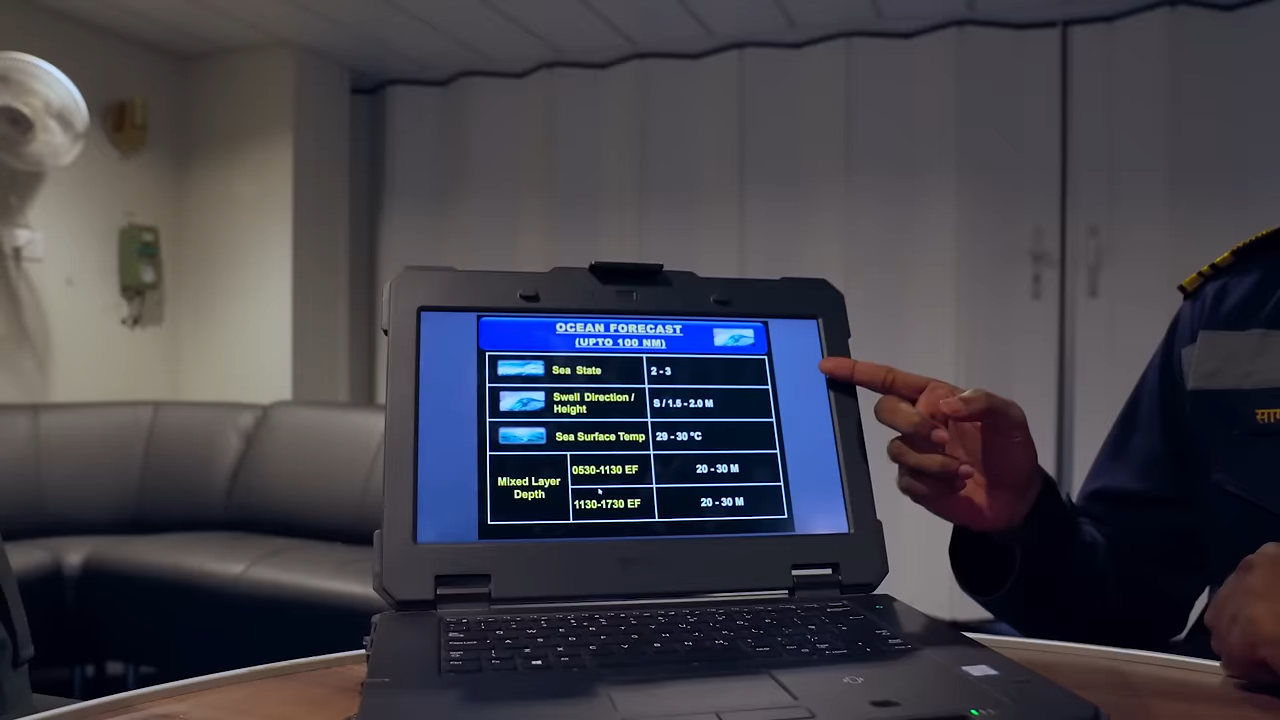 OCEAN FORECAST
(UPTO 100 NM)
Sea State 2 - 3
Swell Direction / Height S / 1.5 - 2.0 M
Sea Surface Temp 29 - 30 °C
Mixed Layer Depth 0530-1130 EF 20 - 30 M
1130-1730 EF 20 - 30 M